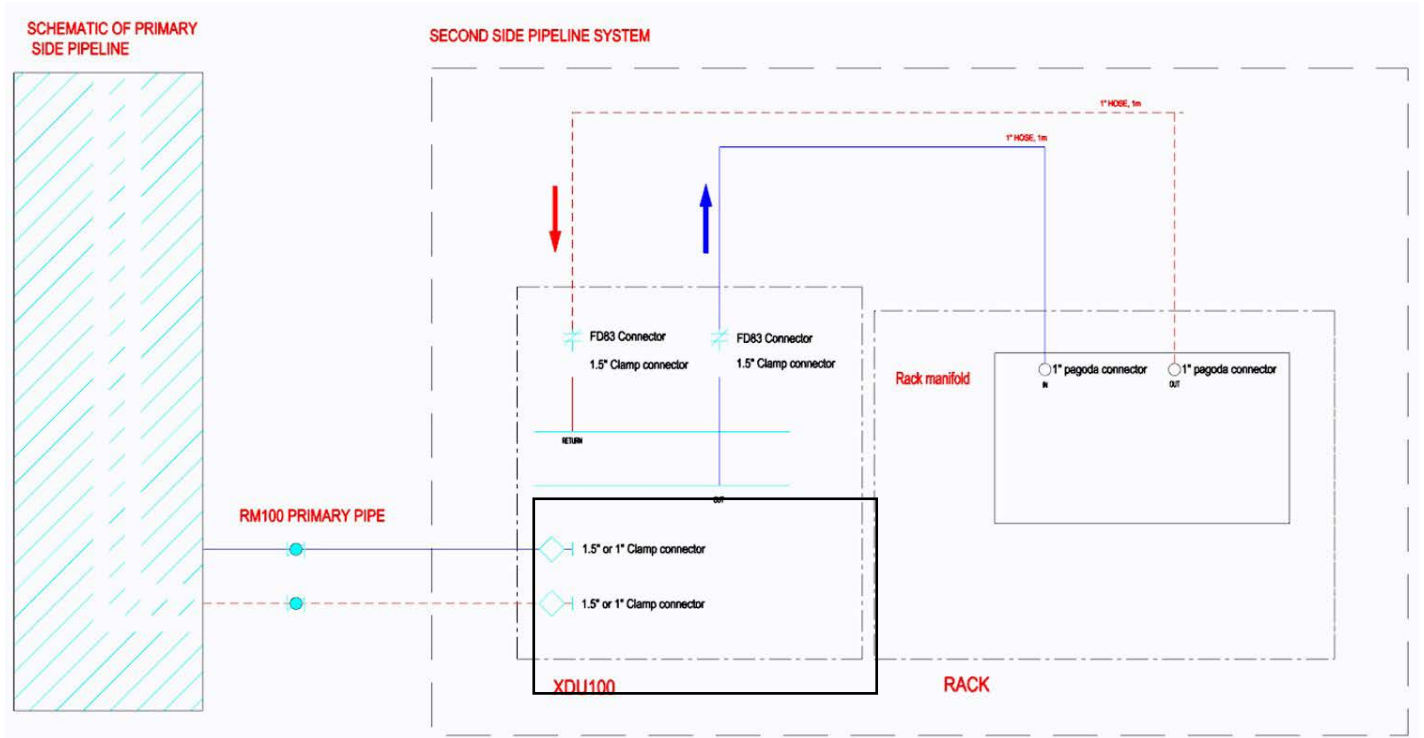 SCHEMATIC OF PRIMARY
SIDE PIPELINE
SECOND SIDE PIPELINE SYSTEM
1" HOSE, 1m
1" HOSE, 1m
FD83 Connector
1.5" Clamp connector
FD83 Connector
1.5" Clamp connector
Rack manifold
1" pagoda connector
IN
1" pagoda connector
OUT
RETURN
OUT
RM100 PRIMARY PIPE
1.5" or 1" Clamp connector
1.5" or 1" Clamp connector
XDU100
RACK